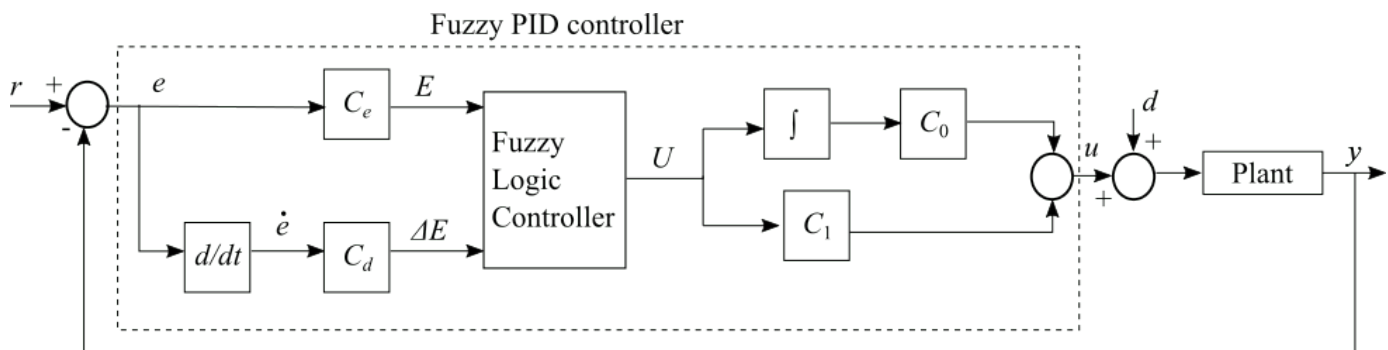 Fuzzy PID controller
r
+
-
e
C_e
E
d/dt
ė
C_d
ΔE
Fuzzy
Logic
Controller
U
∫
C_0
C_1
u
d
+
+
Plant
y